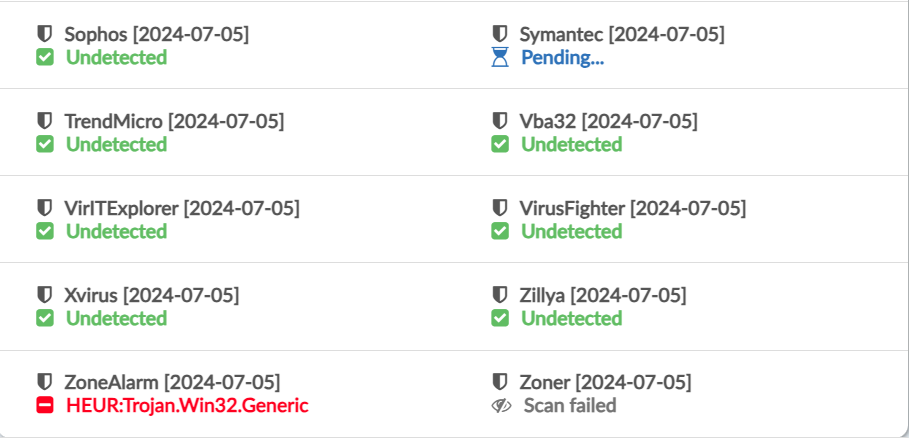 Sophos [2024-07-05]
Undetected
Symantec [2024-07-05]
Pending...
TrendMicro [2024-07-05]
Undetected
Vba32 [2024-07-05]
Undetected
VirITExplorer [2024-07-05]
Undetected
VirusFighter [2024-07-05]
Undetected
Xvirus [2024-07-05]
Undetected
Zillya [2024-07-05]
Undetected
ZoneAlarm [2024-07-05]
HEUR:Trojan.Win32.Generic
Zoner [2024-07-05]
Scan failed